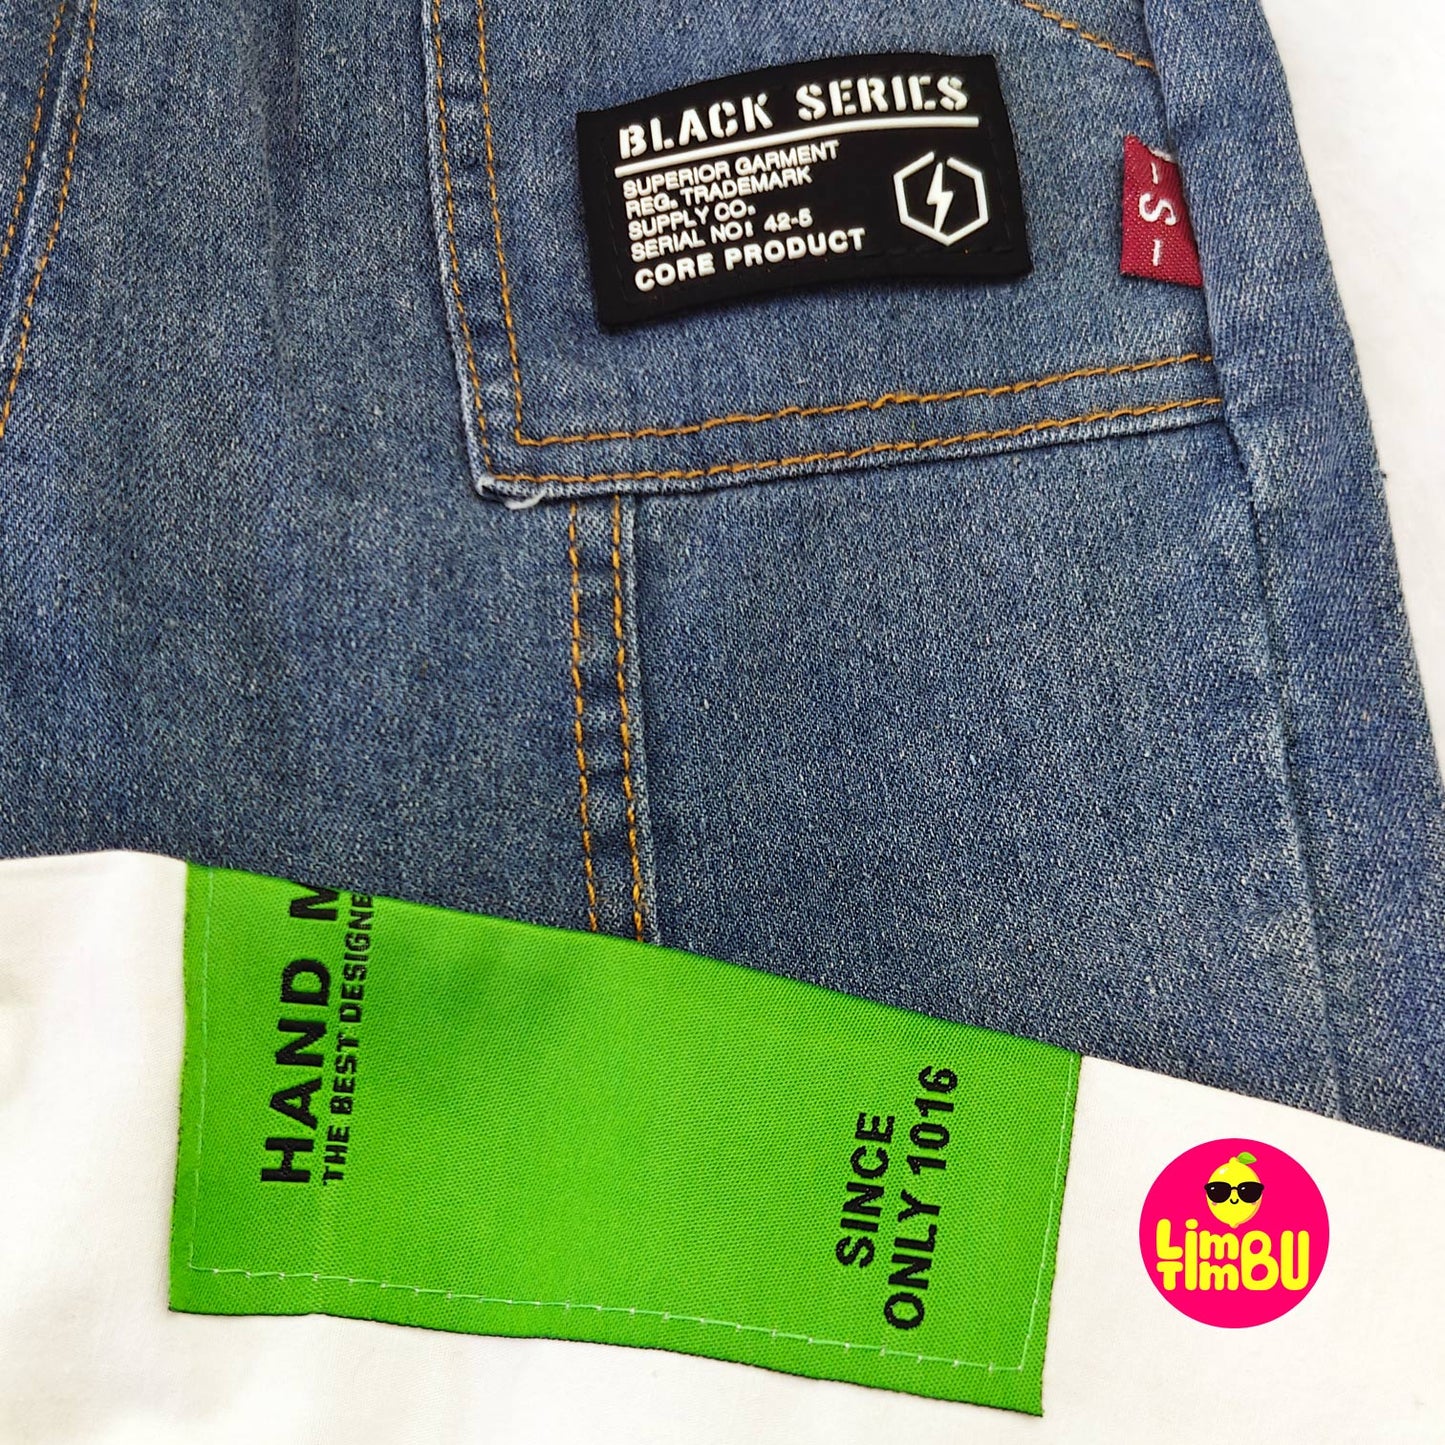 BLACK SERIES
SUPERIOR GARMENT
REG. TRADEMARK
SUPPLY CO.
SERIAL NO: 42-5
CORE PRODUCT
-S-
HAND M
THE BEST DESIGNE
SINCE
ONLY 1016
LimBU
TimBU